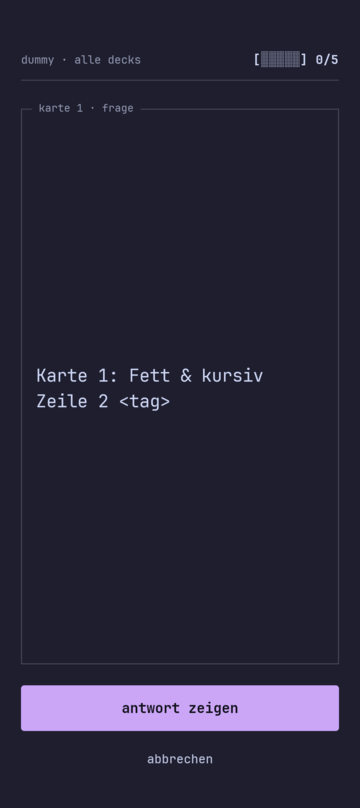 dummy · alle decks
[░░░░░] 0/5
karte 1 · frage
Karte 1: Fett & kursiv
Zeile 2 <tag>
antwort zeigen
abbrechen